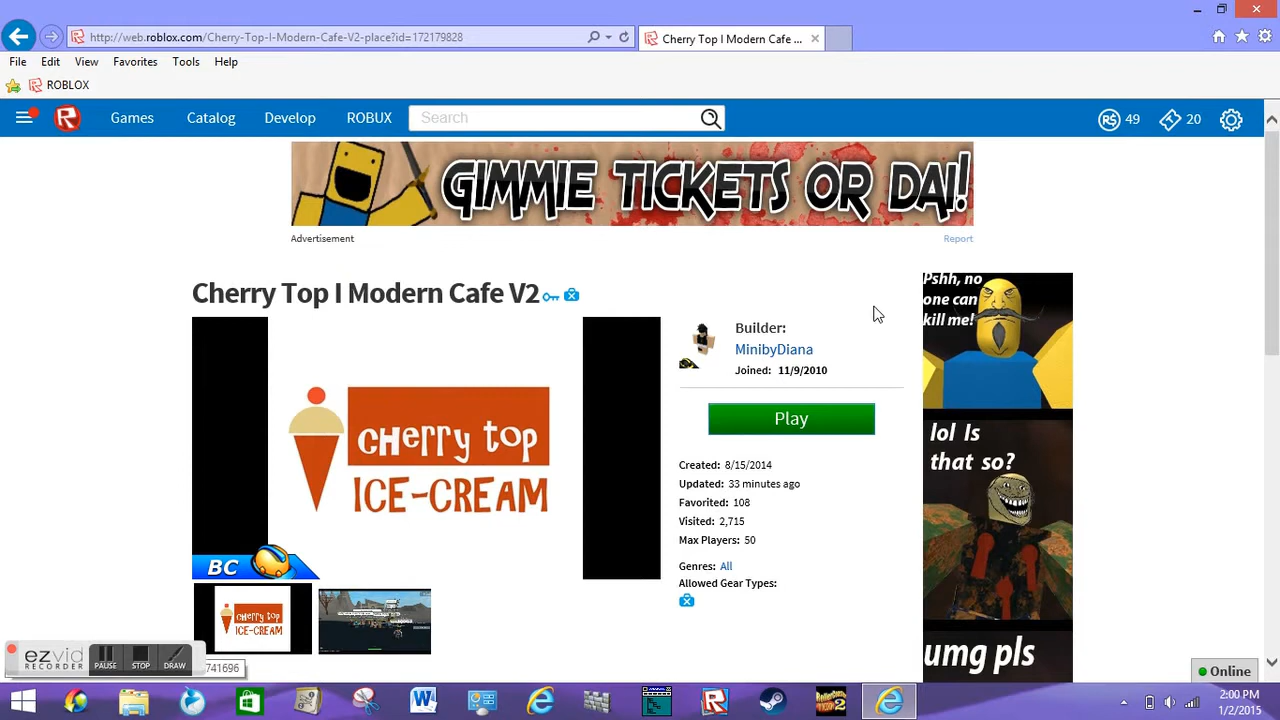 http://web.roblox.com/Cherry-Top-I-Modern-Cafe-V2-place?id=172179828
Cherry Top I Modern Cafe ...
File Edit View Favorites Tools Help
ROBLOX
Games Catalog Develop ROBUX Search R$ 49 20
GIMMIE TICKETS OR DAI!
Advertisement Report
Cherry Top I Modern Cafe V2
cherry top
ICE-CREAM
BC
Builder:
MinibyDiana
Joined: 11/9/2010
Play
Created: 8/15/2014
Updated: 33 minutes ago
Favorited: 108
Visited: 2,715
Max Players: 50
Genres: All
Allowed Gear Types:
Pshh, no
one can
kill me!
lol Is
that so?
umg pls
cherry top
ICE-CREAM
ezvid
RECORDER
PAUSE STOP DRAW
741696
Online
2:00 PM
1/2/2015